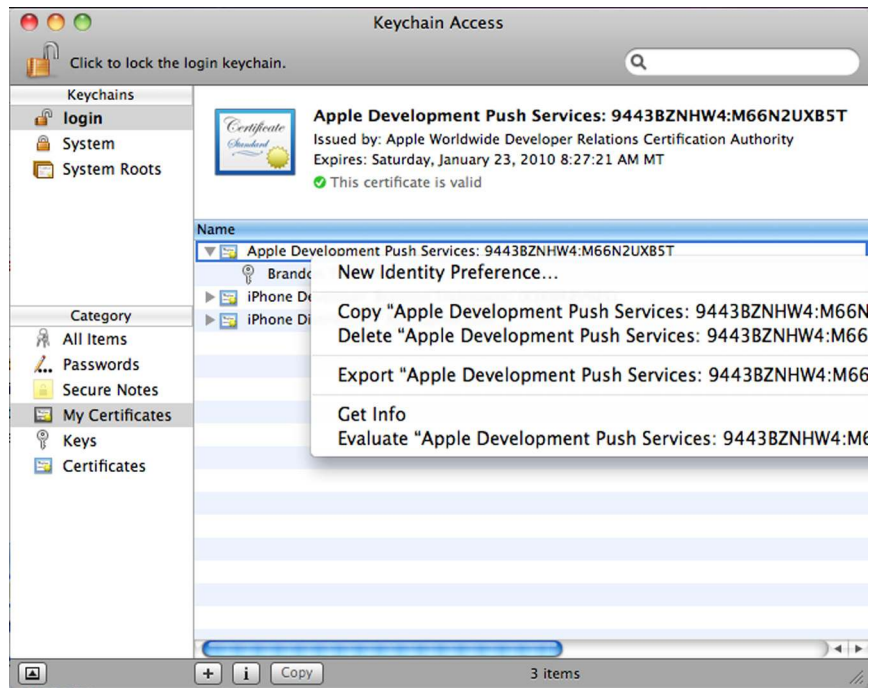 Keychain Access
Click to lock the login keychain.
Keychains
login
System
System Roots
Certificate
Standard
Apple Development Push Services: 9443BZNHW4:M66N2UXB5T
Issued by: Apple Worldwide Developer Relations Certification Authority
Expires: Saturday, January 23, 2010 8:27:21 AM MT
This certificate is valid
Name
Apple Development Push Services: 9443BZNHW4:M66N2UXB5T
iPhone
iPhone
New Identity Preference...
Copy "Apple Development Push Services: 9443BZNHW4:M66N
Delete "Apple Development Push Services: 9443BZNHW4:M66
Export "Apple Development Push Services: 9443BZNHW4:M66
Get Info
Evaluate "Apple Development Push Services: 9443BZNHW4:M6
Category
All Items
Passwords
Secure Notes
My Certificates
Keys
Certificates
+
i
Copy
3 items